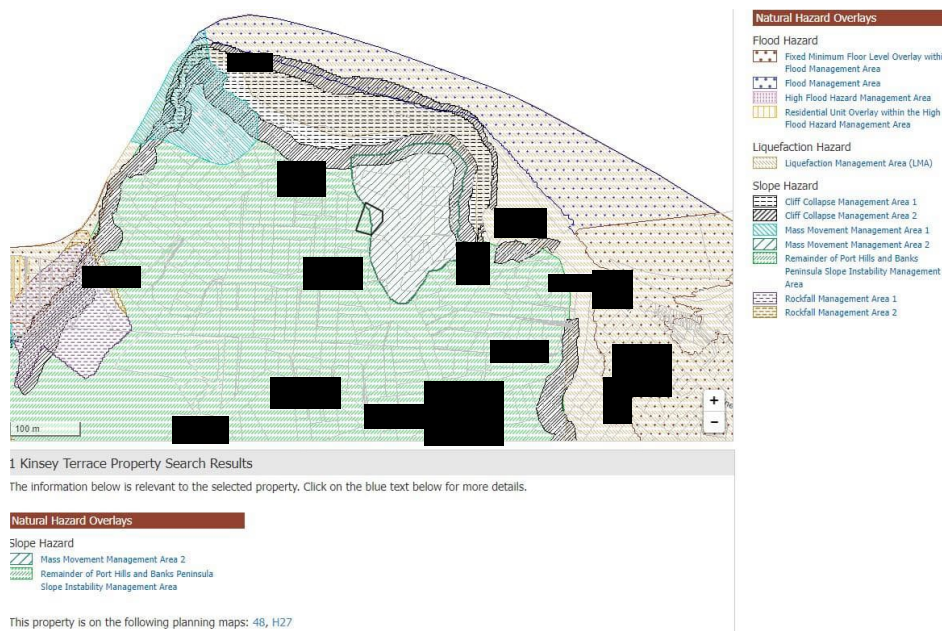 Natural Hazard Overlays
Flood Hazard
Fixed Minimum Floor Level Overlay withi
Flood Management Area
Flood Management Area
High Flood Hazard Management Area
Residential Unit Overlay within the High
Flood Hazard Management Area
Liquefaction Hazard
Liquefaction Management Area (LMA)
Slope Hazard
Cliff Collapse Management Area 1
Cliff Collapse Management Area 2
Mass Movement Management Area 1
Mass Movement Management Area 2
Remainder of Port Hills and Banks
Peninsula Slope Instability Management
Area
Rockfall Management Area 1
Rockfall Management Area 2
+
−
100 m
1 Kinsey Terrace Property Search Results
The information below is relevant to the selected property. Click on the blue text below for more details.
Natural Hazard Overlays
Slope Hazard
Mass Movement Management Area 2
Remainder of Port Hills and Banks Peninsula
Slope Instability Management Area
This property is on the following planning maps: 48, H27